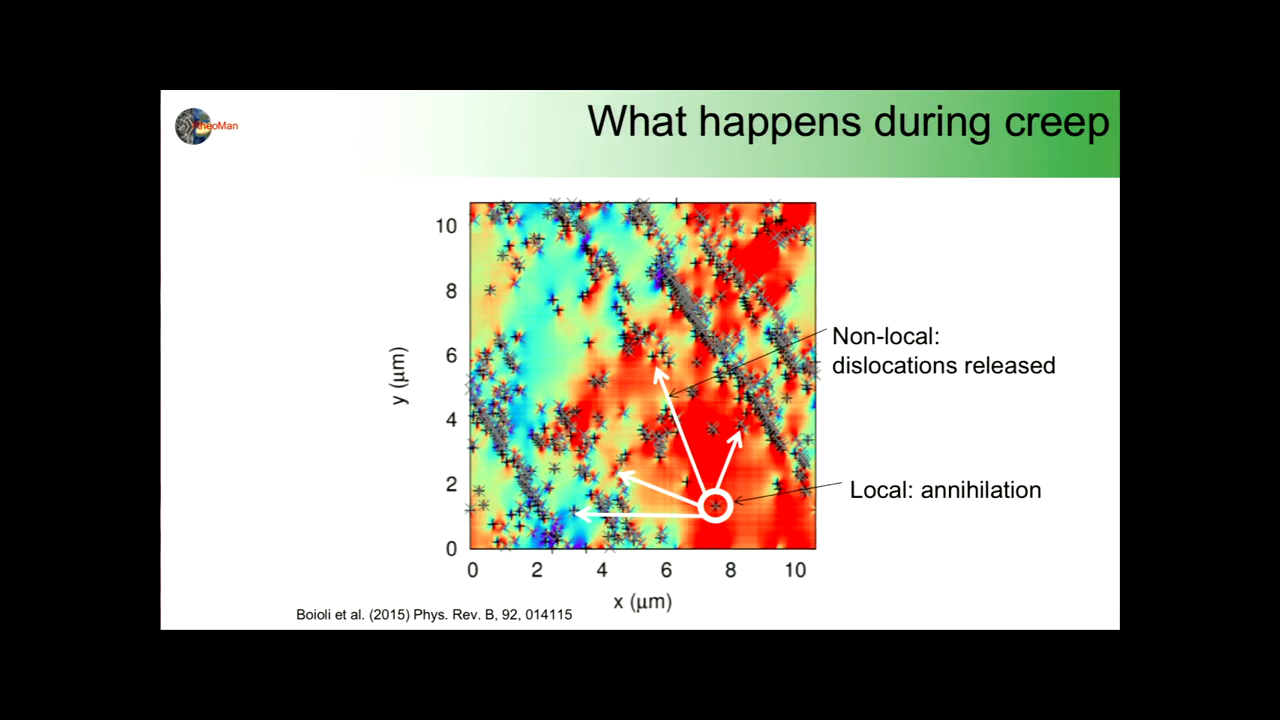 RheoMan
What happens during creep
10
8
6
4
2
0
y (μm)
0 2 4 6 8 10
x (μm)
Non-local:
dislocations released
Local: annihilation
Boioli et al. (2015) Phys. Rev. B, 92, 014115